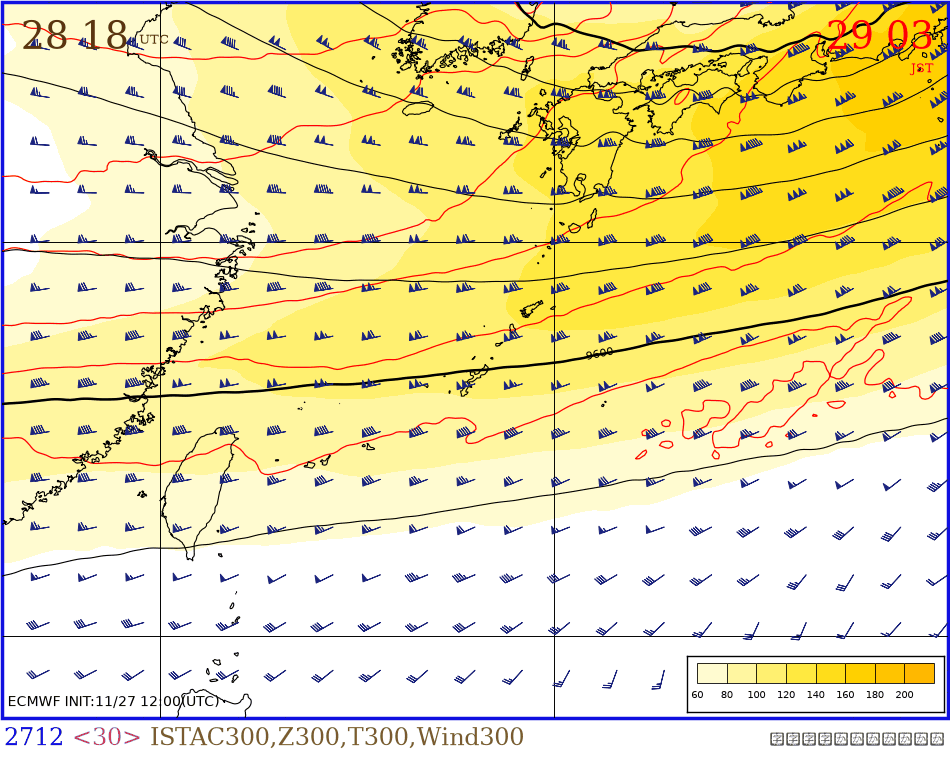 28 18 UTC
29 03
JST
9600
60 80 100 120 140 160 180 200
ECMWF INIT:11/27 12:00(UTC)
2712 <30> ISTAC300,Z300,T300,Wind300